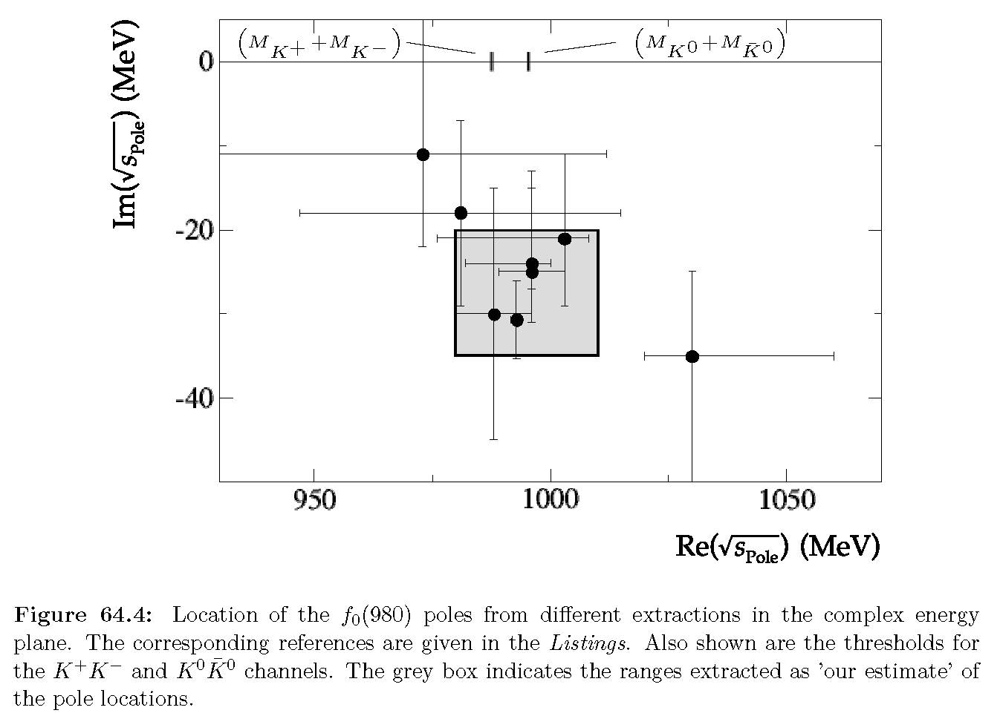 (M_{K^+} + M_{K^-})
(M_{K^0} + M_{\bar{K}^0})
0
-20
-40
Im(√s_Pole) (MeV)
950
1000
1050
Re(√s_Pole) (MeV)
Figure 64.4: Location of the f₀(980) poles from different extractions in the complex energy
plane. The corresponding references are given in the Listings. Also shown are the thresholds for
the K⁺K⁻ and K⁰K̄⁰ channels. The grey box indicates the ranges extracted as 'our estimate' of
the pole locations.